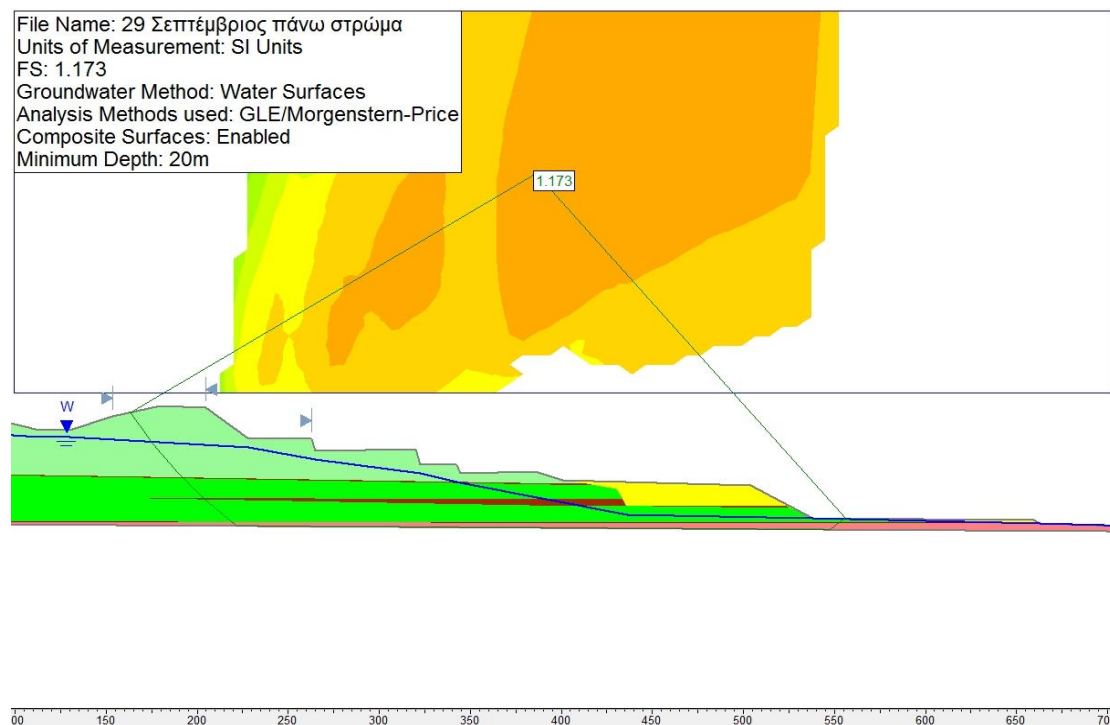 File Name: 29 Σεπτέμβριος πάνω στρώμα
Units of Measurement: SI Units
FS: 1.173
Groundwater Method: Water Surfaces
Analysis Methods used: GLE/Morgenstern-Price
Composite Surfaces: Enabled
Minimum Depth: 20m
1.173
W
00 150 200 250 300 350 400 450 500 550 600 650 70